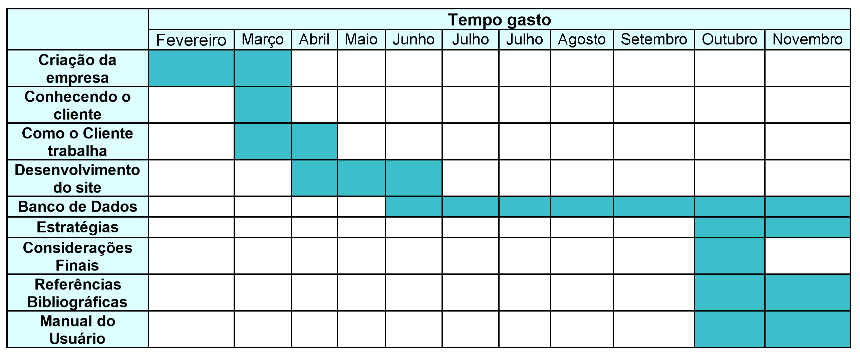 Tempo gasto
Fevereiro Março Abril Maio Junho Julho Julho Agosto Setembro Outubro Novembro
Criação da
empresa
Conhecendo o
cliente
Como o Cliente
trabalha
Desenvolvimento
do site
Banco de Dados
Estratégias
Considerações
Finais
Referências
Bibliográficas
Manual do
Usuário